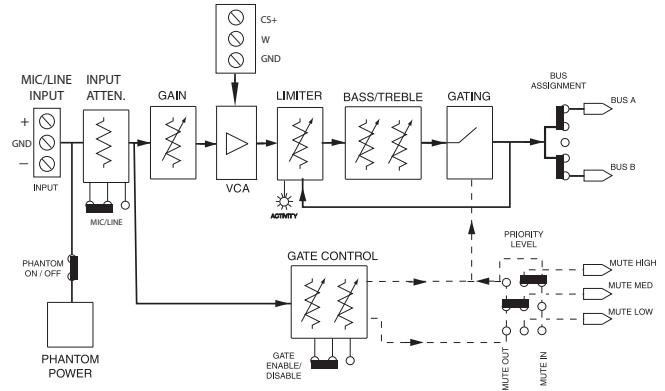 CS+
W
GND
MIC/LINE
INPUT
+
GND
−
INPUT
INPUT
ATTEN.
MIC/LINE
GAIN
VCA
LIMITER
ACTIVITY
BASS/TREBLE
GATING
BUS
ASSIGNMENT
BUS A
BUS B
PHANTOM
ON / OFF
PHANTOM
POWER
GATE CONTROL
GATE
ENABLE/
DISABLE
PRIORITY
LEVEL
MUTE HIGH
MUTE MED
MUTE LOW
MUTE OUT
MUTE IN